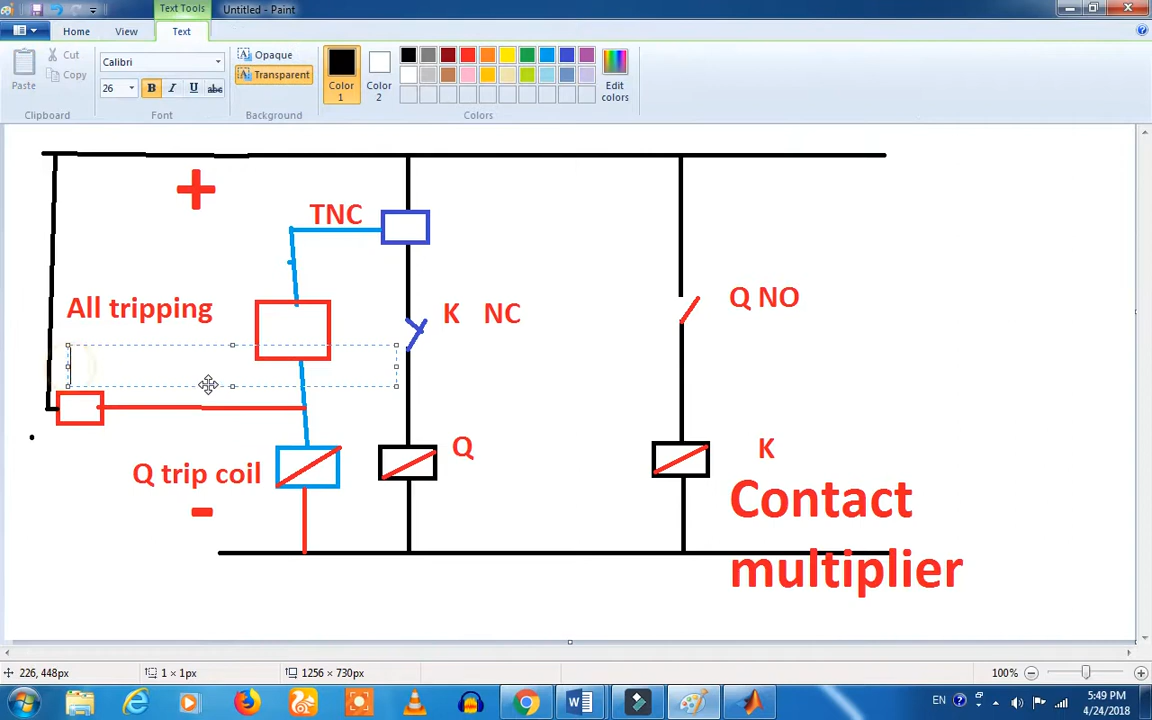 Text Tools
Untitled - Paint
Home
View
Text
Paste
Cut
Copy
Clipboard
Calibri
26
B
I
U
abc
Font
Opaque
Transparent
Background
Color 1
Color 2
Edit colors
Colors
+
TNC
All tripping
K NC
Q NO
Q trip coil
Q
K
-
Contact
multiplier
226, 448px
1 × 1px
1256 × 730px
100%
EN
5:49 PM
4/24/2018